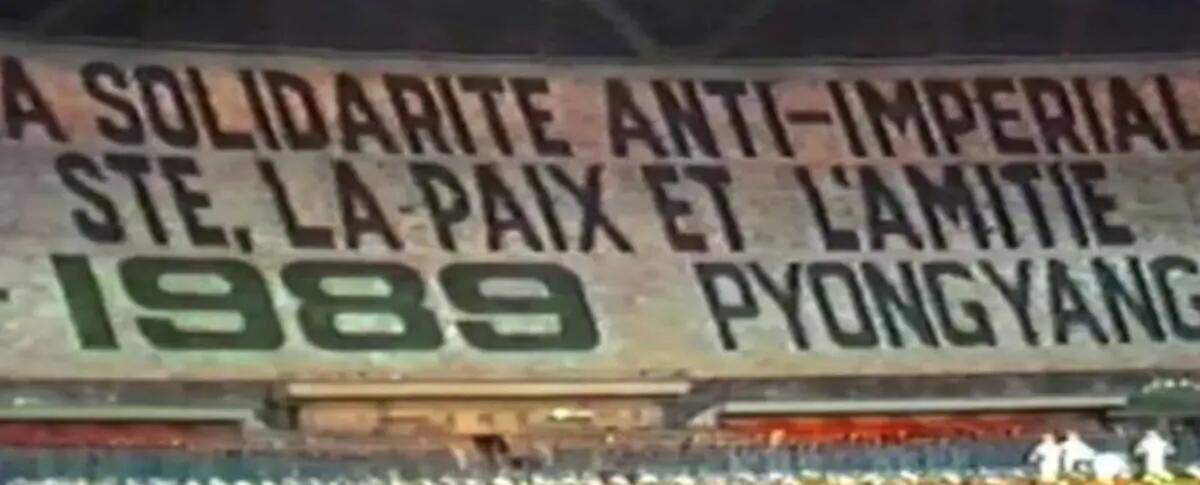 A SOLIDARITE ANTI-IMPERIAL
STE, LA PAIX ET L'AMITIE
1989 PYONGYANG